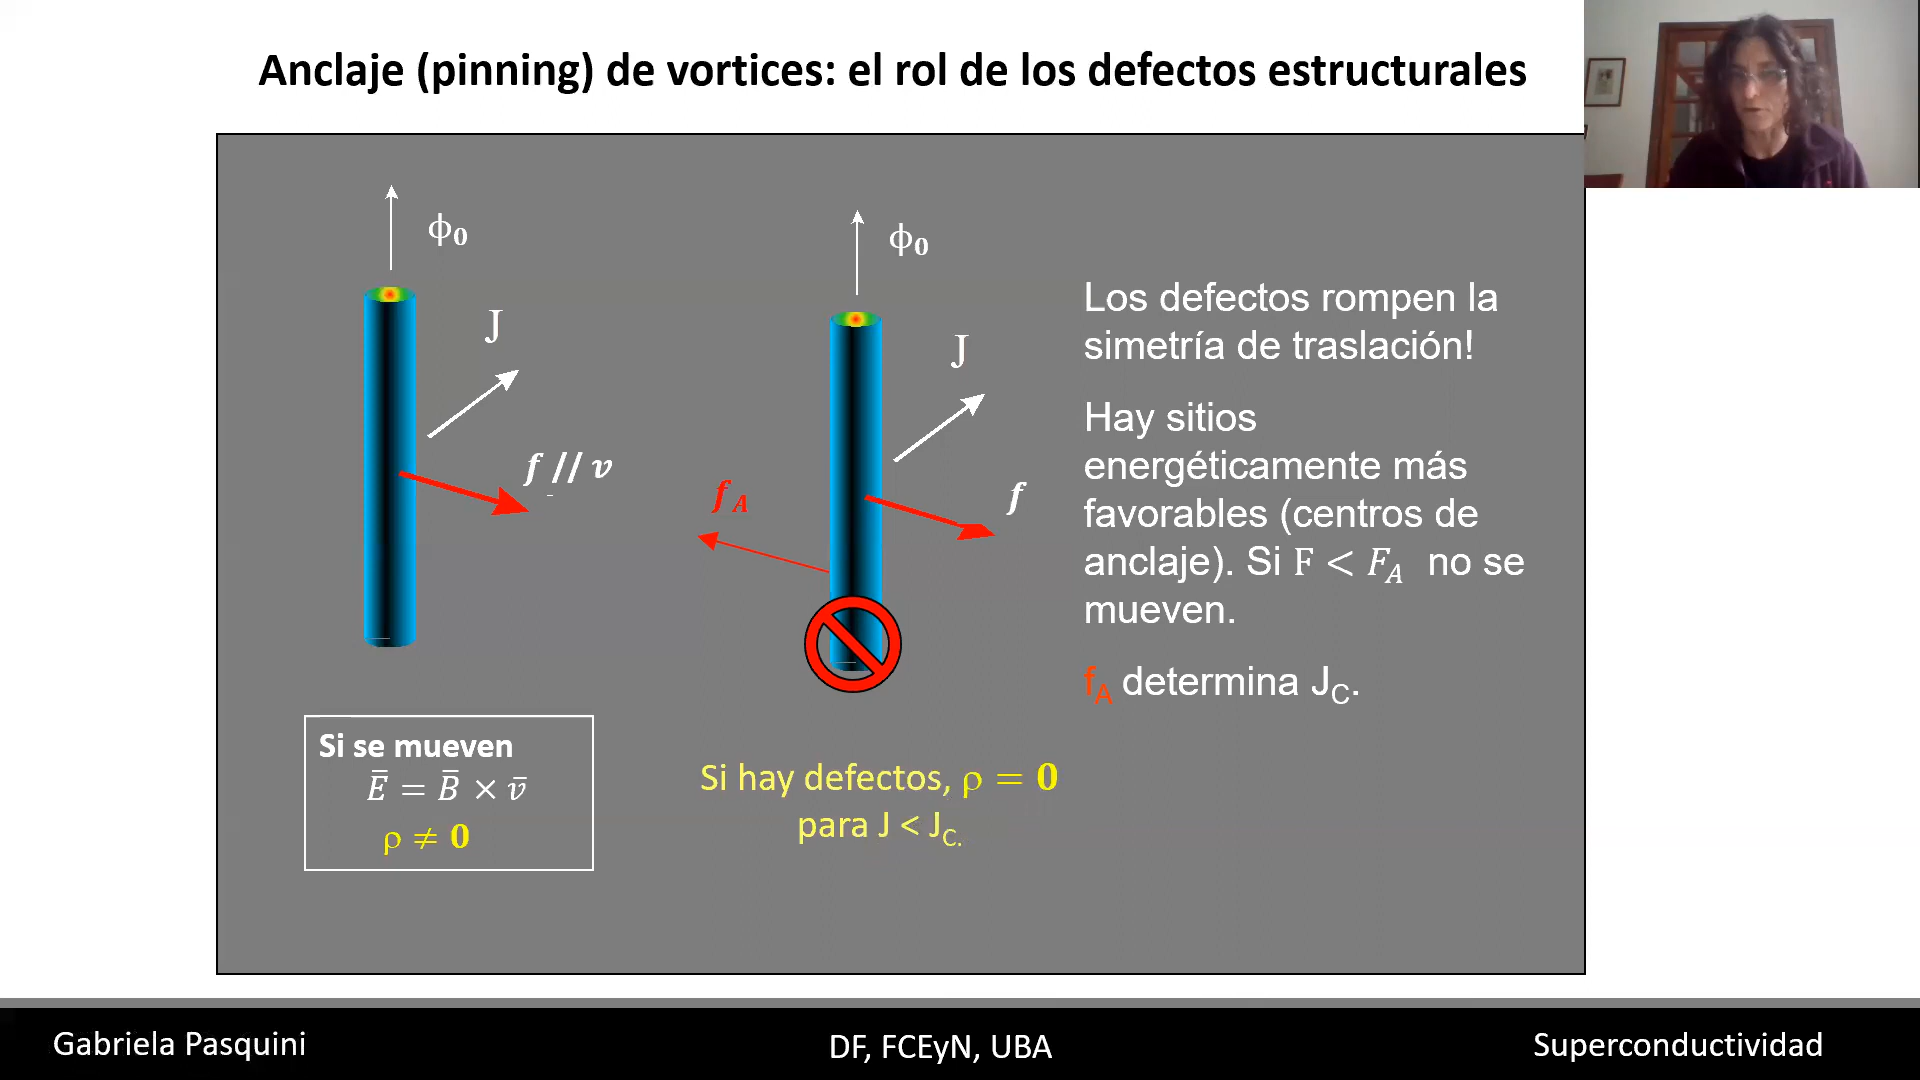 Anclaje (pinning) de vortices: el rol de los defectos estructurales
ϕ₀
J
f // v
Si se mueven
E̅ = B̅ × v̅
ρ ≠ 0
ϕ₀
J
f_A
f
Si hay defectos, ρ = 0
para J < J_C.
Los defectos rompen la
simetría de traslación!
Hay sitios
energéticamente más
favorables (centros de
anclaje). Si F < F_A no se
mueven.
f_A determina J_C.
Gabriela Pasquini
DF, FCEyN, UBA
Superconductividad